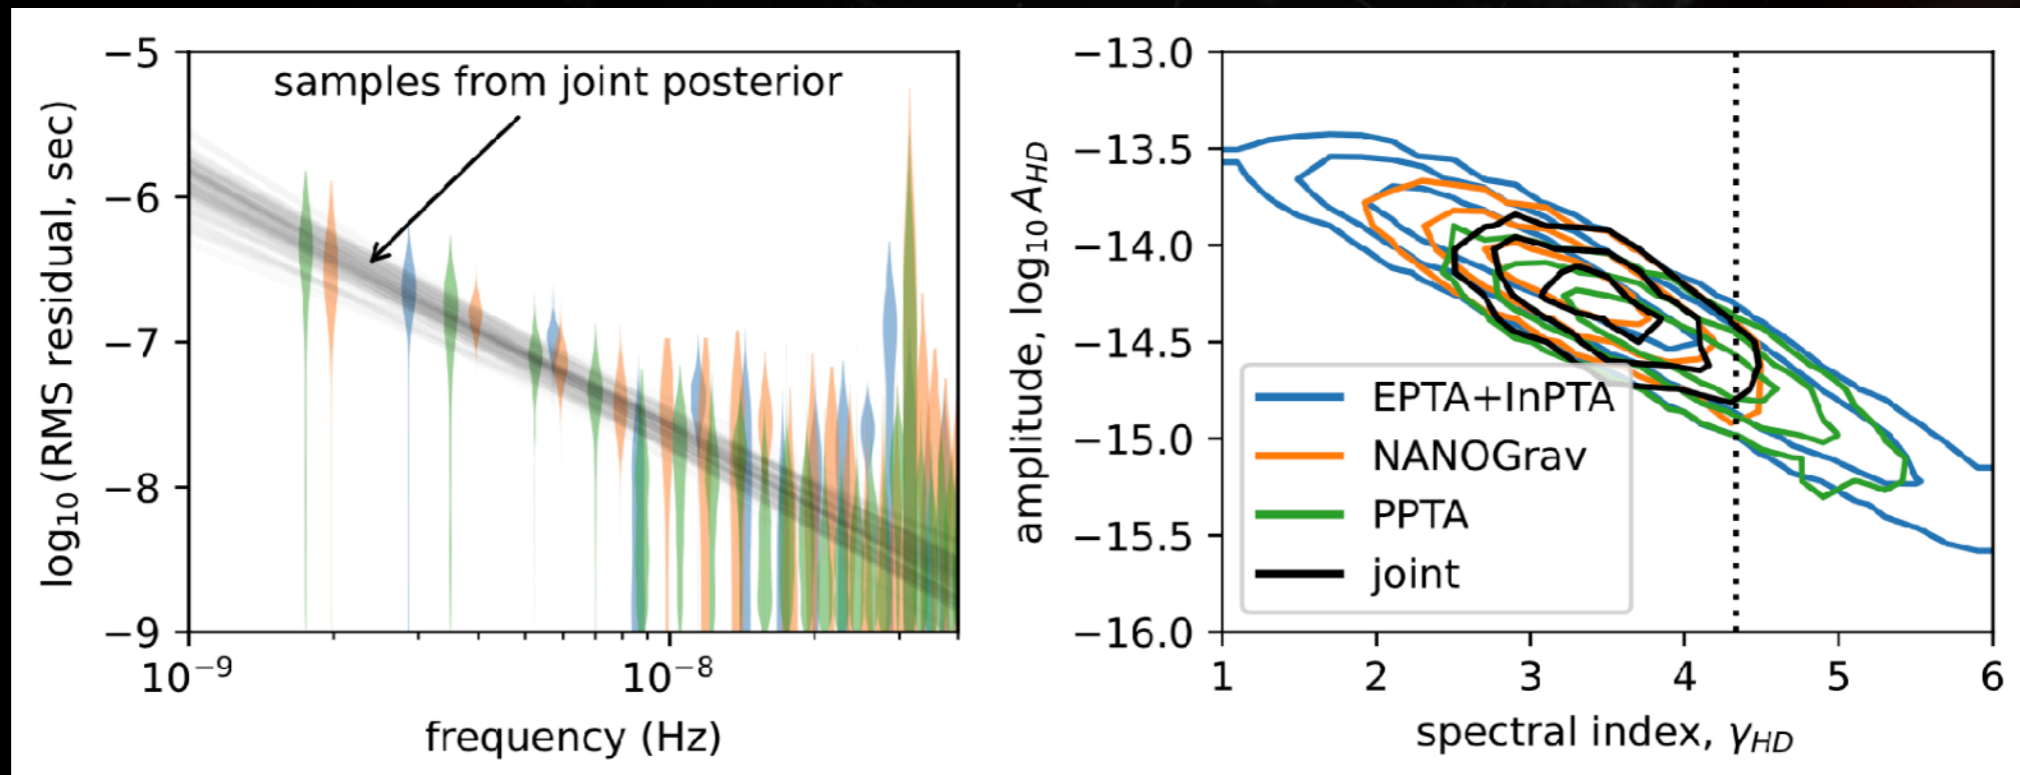 samples from joint posterior
log₁₀(RMS residual, sec)
−5
−6
−7
−8
−9
10⁻⁹
10⁻⁸
frequency (Hz)
amplitude, log₁₀ A_HD
−13.0
−13.5
−14.0
−14.5
−15.0
−15.5
−16.0
EPTA+InPTA
NANOGrav
PPTA
joint
1 2 3 4 5 6
spectral index, γ_HD